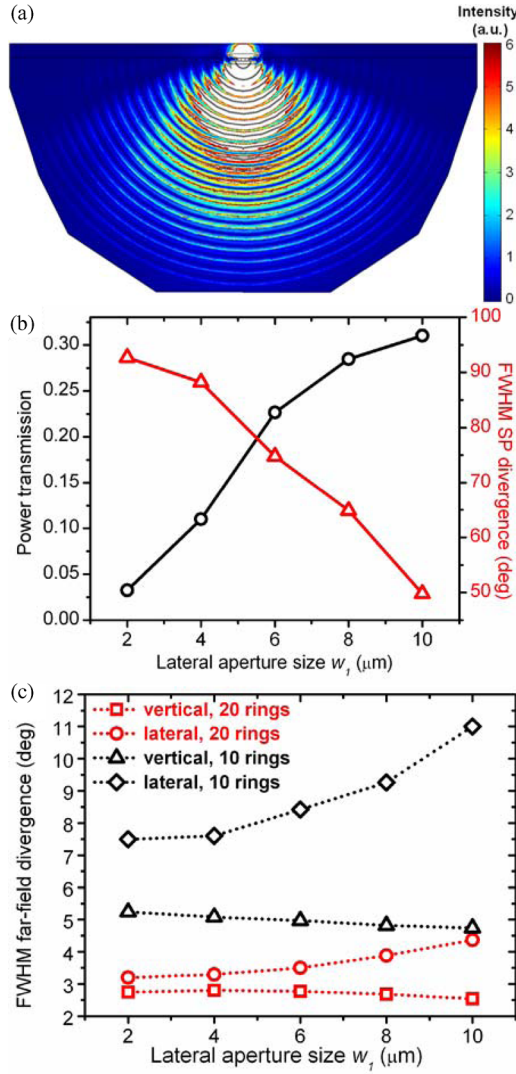 (a)
Intensity
(a.u.)
6
5
4
3
2
1
0
(b)
0.30
0.25
0.20
0.15
0.10
0.05
0.00
Power transmission
100
90
80
70
60
50
FWHM SP divergence
(deg)
2 4 6 8 10
Lateral aperture size w1 (μm)
(c)
12
11
10
9
8
7
6
5
4
3
2
FWHM far-field divergence (deg)
vertical, 20 rings
lateral, 20 rings
vertical, 10 rings
lateral, 10 rings
2 4 6 8 10
Lateral aperture size w1 (μm)